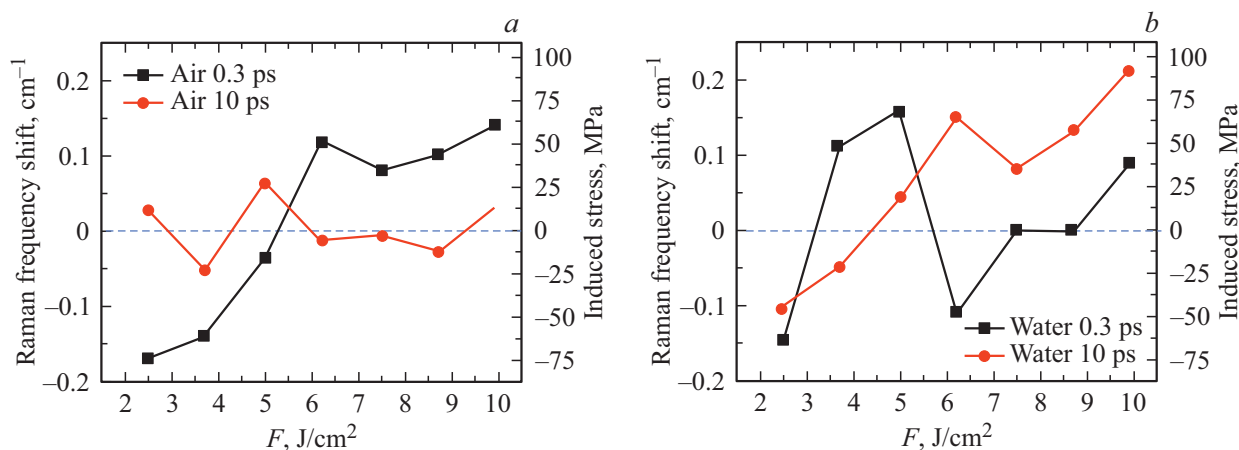 a
Raman frequency shift, cm⁻¹
0.2
0.1
0
–0.1
–0.2
Air 0.3 ps
Air 10 ps
100
75
50
25
0
–25
–50
–75
Induced stress, MPa
2 3 4 5 6 7 8 9 10
F, J/cm²
b
Raman frequency shift, cm⁻¹
0.2
0.1
0
–0.1
–0.2
Water 0.3 ps
Water 10 ps
100
75
50
25
0
–25
–50
–75
Induced stress, MPa
2 3 4 5 6 7 8 9 10
F, J/cm²